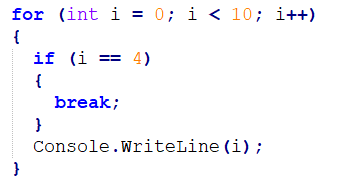 for (int i = 0; i < 10; i++)
{
  if (i == 4)
  {
    break;
  }
  Console.WriteLine(i);
}